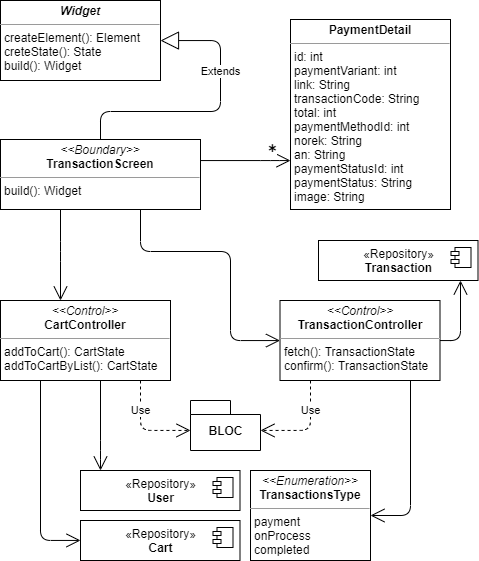 Widget
createElement(): Element
creteState(): State
build(): Widget
Extends
PaymentDetail
id: int
paymentVariant: int
link: String
transactionCode: String
total: int
paymentMethodId: int
norek: String
an: String
paymentStatusId: int
paymentStatus: String
image: String
*
<<Boundary>>
TransactionScreen
build(): Widget
«Repository»
Transaction
<<Control>>
CartController
addToCart(): CartState
addToCartByList(): CartState
<<Control>>
TransactionController
fetch(): TransactionState
confirm(): TransactionState
Use
Use
BLOC
«Repository»
User
«Repository»
Cart
<<Enumeration>>
TransactionsType
payment
onProcess
completed